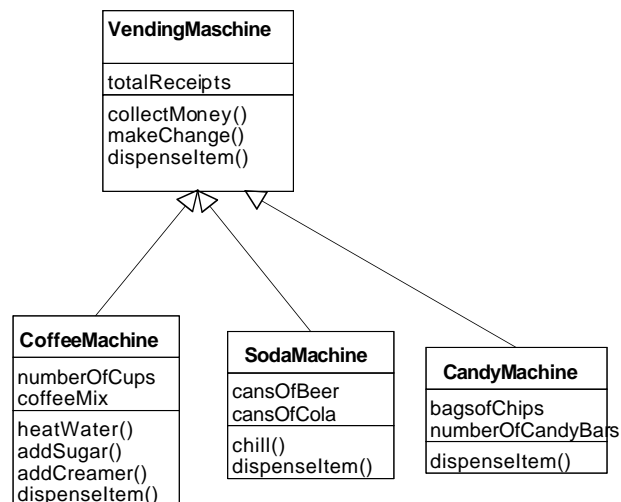 VendingMaschine
totalReceipts
collectMoney()
makeChange()
dispenseItem()
CoffeeMachine
numberOfCups
coffeeMix
heatWater()
addSugar()
addCreamer()
dispenseItem()
SodaMachine
cansOfBeer
cansOfCola
chill()
dispenseItem()
CandyMachine
bagsofChips
numberOfCandyBars
dispenseItem()